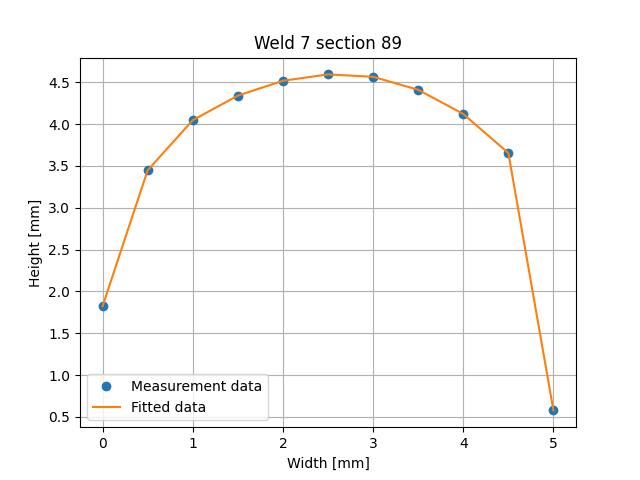 Weld 7 section 89
4.5
4.0
3.5
3.0
2.5
2.0
1.5
1.0
0.5
Height [mm]
Measurement data
Fitted data
0 1 2 3 4 5
Width [mm]